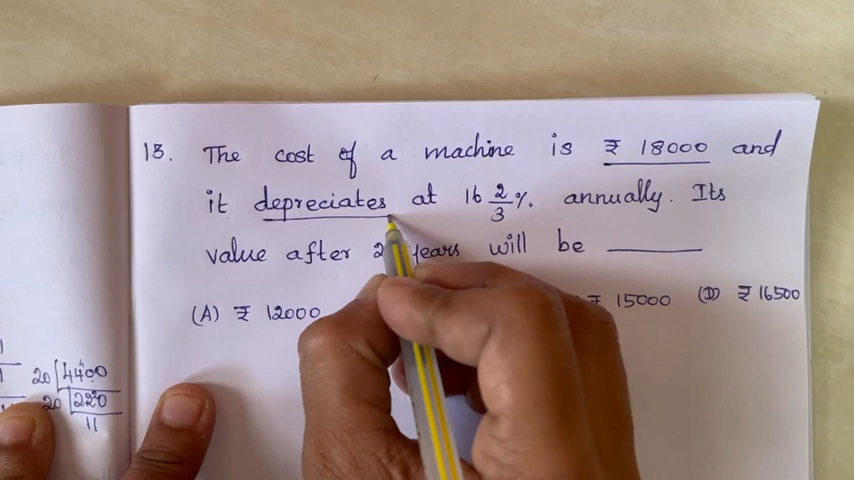 13. The cost of a machine is ₹ 18000 and
it depreciates at 16 2/3 %. annually. Its
value after 2 years will be ______
(A) ₹ 12000 ₹ 15000 (D) ₹ 16500
20 4400
20 220
11